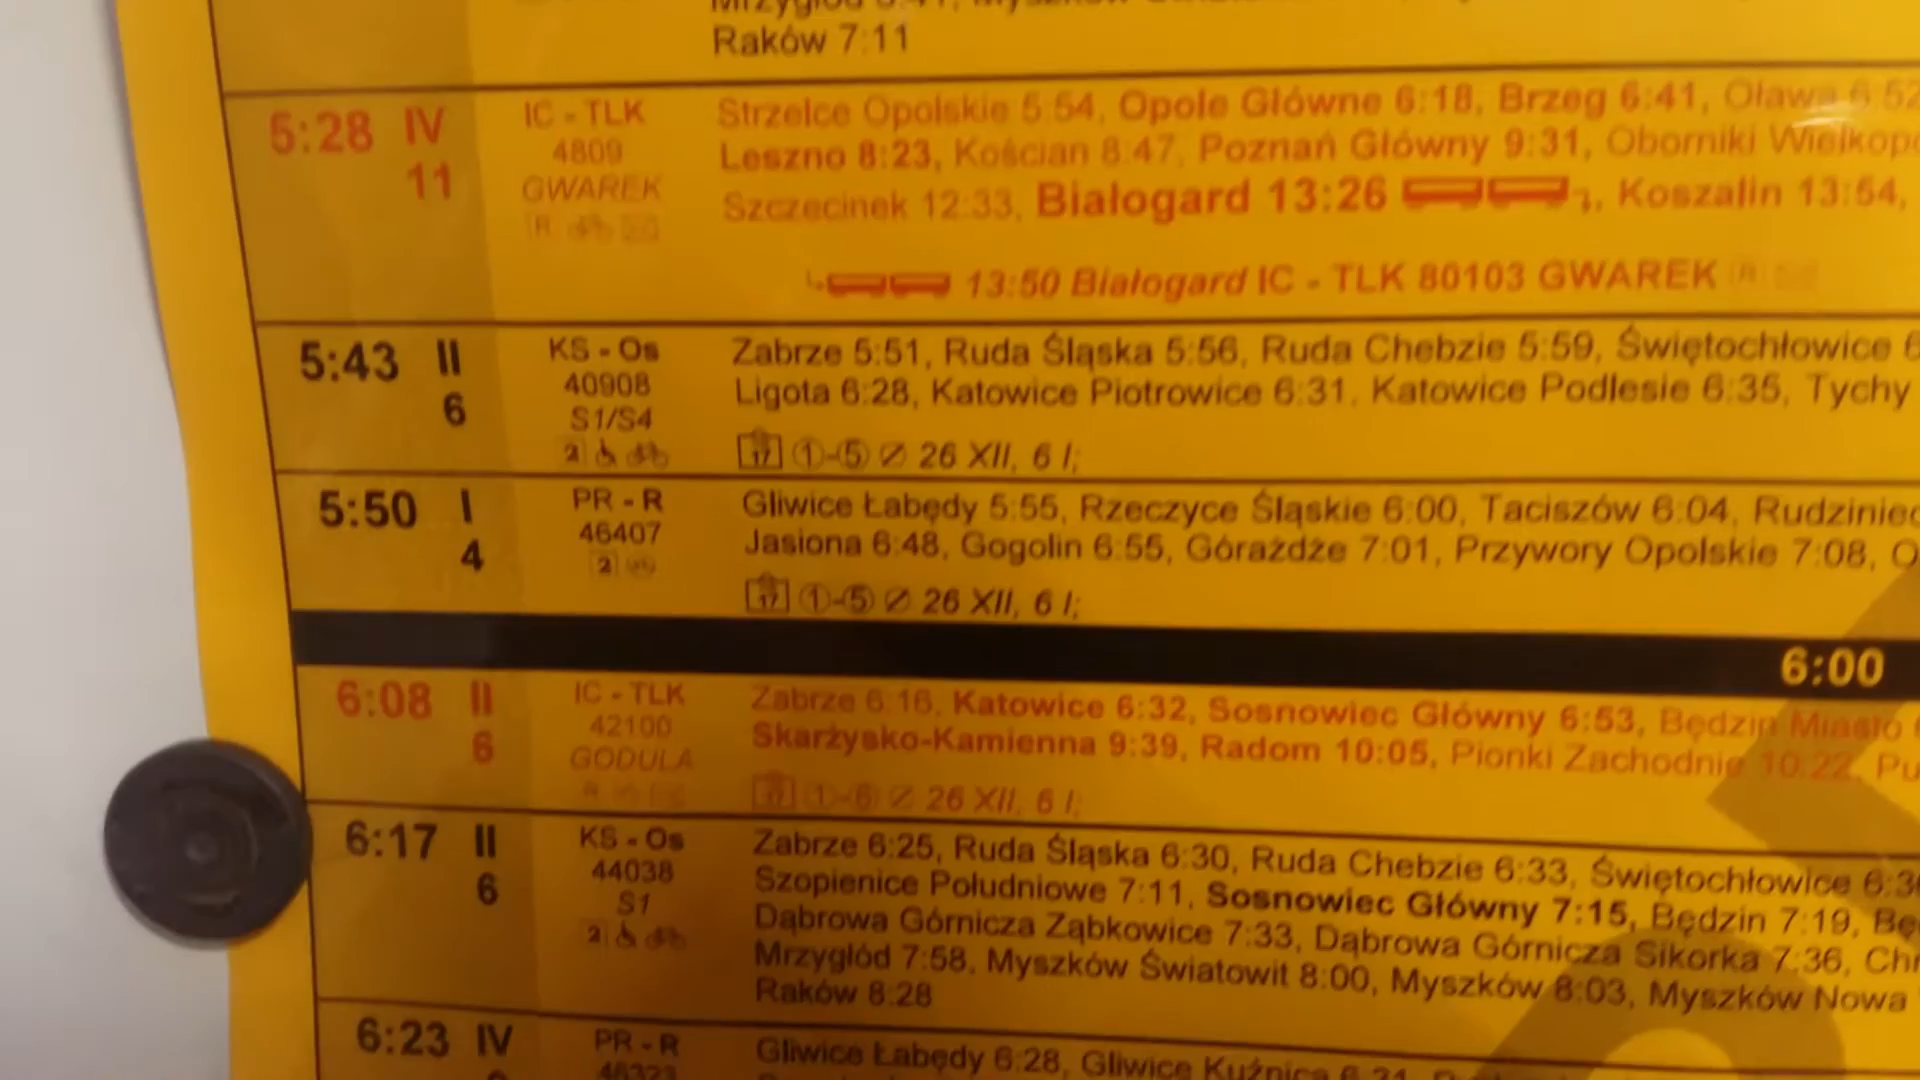 Raków 7:11
5:28 IV
11
IC - TLK
4809
GWAREK
Strzelce Opolskie 5:54, Opole Główne 6:18, Brzeg 6:41, Oława 6:52
Leszno 8:23, Kościan 8:47, Poznań Główny 9:31, Oborniki
Szczecinek 12:33, Białogard 13:26, Koszalin 13:54,
13:50 Białogard IC - TLK 80103 GWAREK
5:43 II
6
KS - Os
40908
S1/S4
2
Zabrze 5:51, Ruda Śląska 5:56, Ruda Chebzie 5:59, Świętochłowice 6
Ligota 6:28, Katowice Piotrowice 6:31, Katowice Podlesie 6:35, Tychy
17 ①-⑤ 26 XII, 6 I;
5:50 I
4
PR - R
46407
2
Gliwice Łabędy 5:55, Rzeczyce Śląskie 6:00, Taciszów 6:04,
Jasiona 6:48, Gogolin 6:55, Górażdże 7:01, Przywory Opolskie 7:08, O
17 ①-⑤ 26 XII, 6 I;
6:00
6:08 II
6
IC - TLK
42100
GODULA
Zabrze 6:16, Katowice 6:32, Sosnowiec Główny 6:53, Będzin Miasto 
Skarżysko-Kamienna 9:39, Radom 10:05, Pionki Zachodnie 10:22, Pu
17 ①-⑥ 26 XII, 6 I;
6:17 II
6
KS - Os
44038
S1
2
Zabrze 6:25, Ruda Śląska 6:30, Ruda Chebzie 6:33, Świętochłowice
Szopienice Południowe 7:11, Sosnowiec Główny 7:15, Będzin 7:19, Bę
Dąbrowa Górnicza Ząbkowice 7:33, Dąbrowa Górnicza Sikorka 7:36,
Mrzygłód 7:58, Myszków Światowit 8:00, Myszków 8:03, Myszków Nowa
Raków 8:28
6:23 IV
PR - R
Gliwice Łabędy 6:28, Gliwice Kuźnica